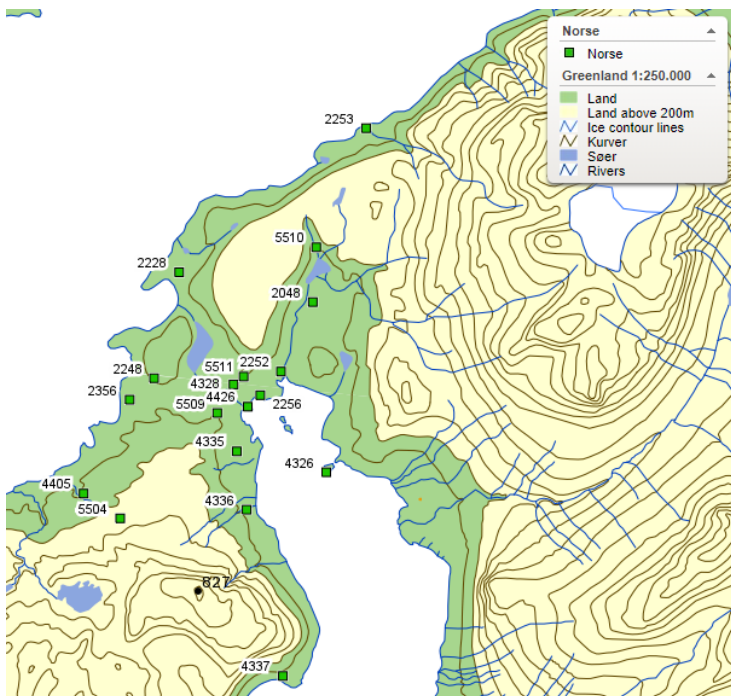 Norse
Norse
Greenland 1:250.000
Land
Land above 200m
Ice contour lines
Kurver
Søer
Rivers
2253
5510
2228
2048
2248
5511
2252
4328
2356
4426
5509
2256
4335
4326
4405
5504
4336
827
4337